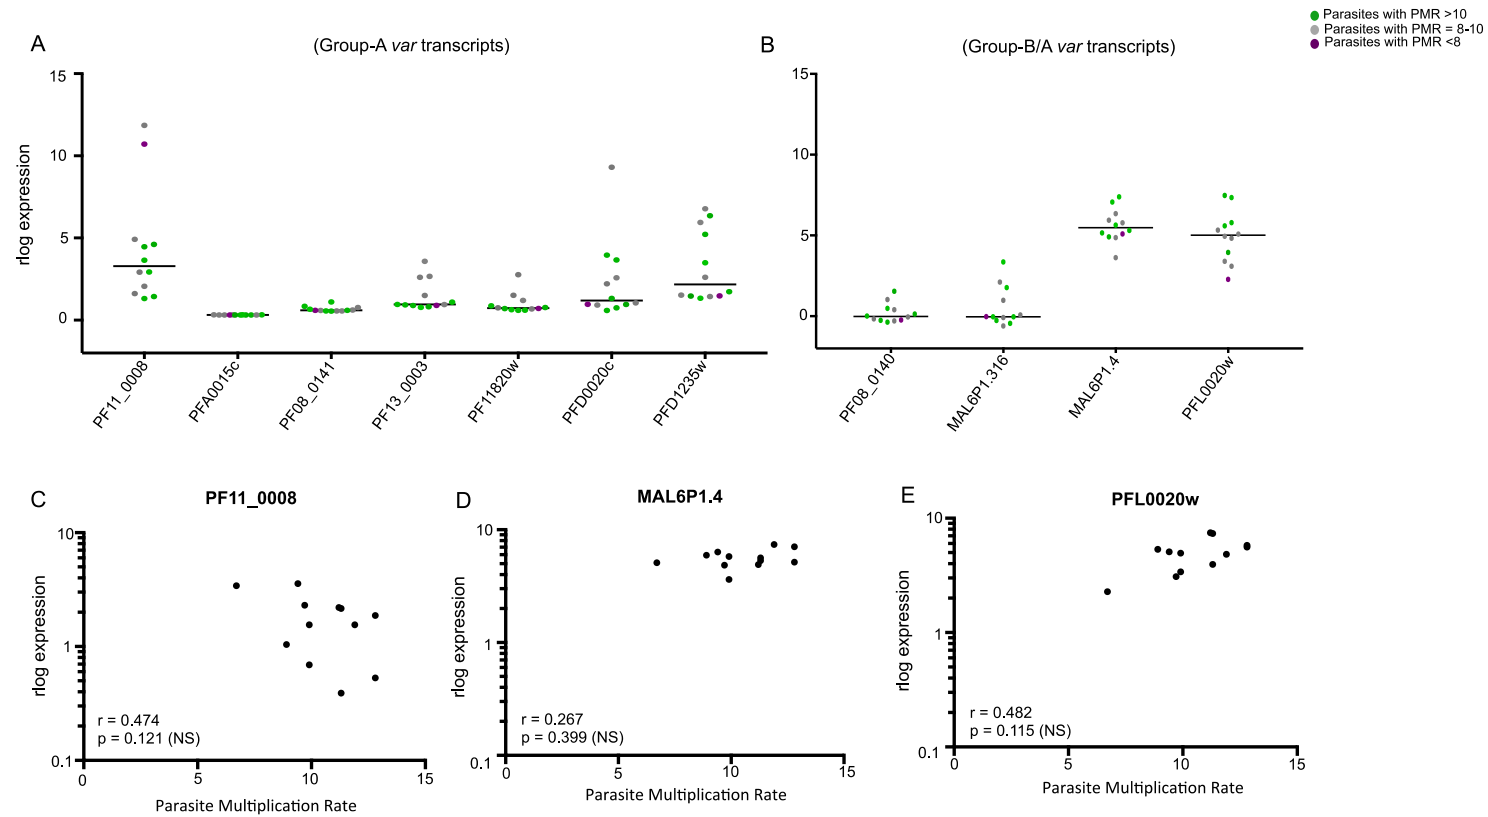 Parasites with PMR >10
Parasites with PMR = 8-10
Parasites with PMR <8
A
(Group-A var transcripts)
rlog expression
15
10
5
0
PF11_0008
PFA0015c
PF08_0141
PF13_0003
PF11820w
PFD0020c
PFD1235w
B
(Group-B/A var transcripts)
15
10
5
0
PF08_0140
MAL6P1.316
MAL6P1.4
PFL0020w
C
PF11_0008
rlog expression
10
1
0.1
r = 0.474
p = 0.121 (NS)
0
5
10
15
Parasite Multiplication Rate
D
MAL6P1.4
rlog expression
10
1
0.1
r = 0.267
p = 0.399 (NS)
0
5
10
15
Parasite Multiplication Rate
E
PFL0020w
rlog expression
10
1
0.1
r = 0.482
p = 0.115 (NS)
0
5
10
15
Parasite Multiplication Rate